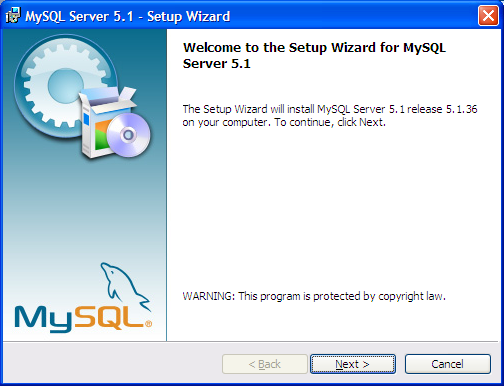 MySQL Server 5.1 - Setup Wizard
Welcome to the Setup Wizard for MySQL
Server 5.1
The Setup Wizard will install MySQL Server 5.1 release 5.1.36
on your computer. To continue, click Next.
MySQL®
WARNING: This program is protected by copyright law.
< Back
Next >
Cancel